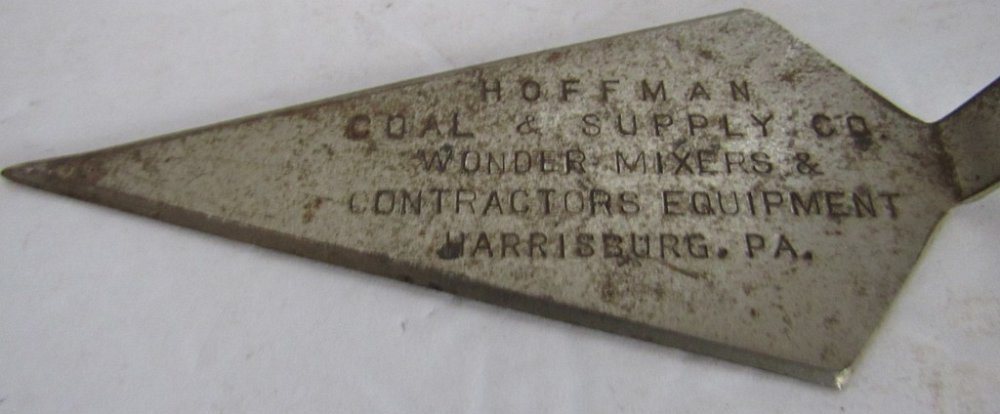 HOFFMAN
COAL & SUPPLY CO.
WONDER MIXERS &
CONTRACTORS EQUIPMENT
HARRISBURG. PA.